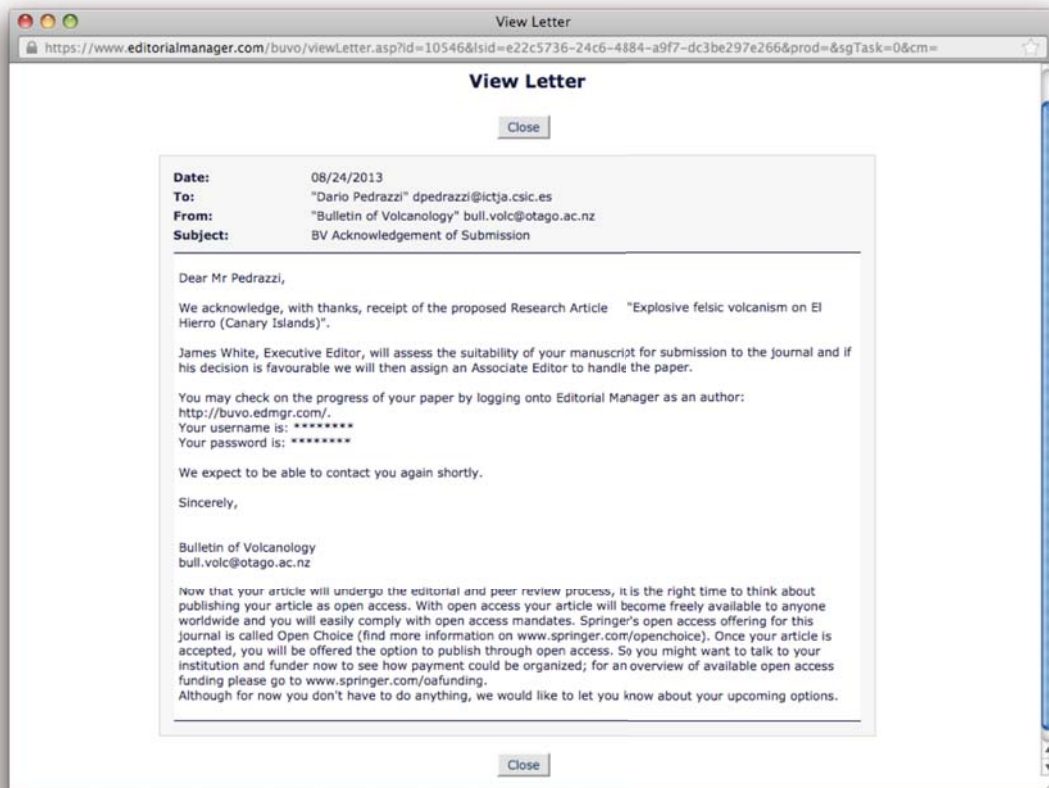 View Letter
https://www.editorialmanager.com/buvo/viewLetter.asp?id=10546&lsid=e22c5736-24c6-4884-a9f7-dc3be297e266&prod=&sgTask=0&cm=
View Letter
Close
Date: 08/24/2013
To: "Dario Pedrazzi" dpedrazzi@ictja.csic.es
From: "Bulletin of Volcanology" bull.volc@otago.ac.nz
Subject: BV Acknowledgement of Submission
Dear Mr Pedrazzi,
We acknowledge, with thanks, receipt of the proposed Research Article "Explosive felsic volcanism on El
Hierro (Canary Islands)".
James White, Executive Editor, will assess the suitability of your manuscript for submission to the journal and if
his decision is favourable we will then assign an Associate Editor to handle the paper.
You may check on the progress of your paper by logging onto Editorial Manager as an author:
http://buvo.edmgr.com/.
Your username is: ********
Your password is: ********
We expect to be able to contact you again shortly.
Sincerely,
Bulletin of Volcanology
bull.volc@otago.ac.nz
Now that your article will undergo the editorial and peer review process, it is the right time to think about
publishing your article as open access. With open access your article will become freely available to anyone
worldwide and you will easily comply with open access mandates. Springer's open access offering for this
journal is called Open Choice (find more information on www.springer.com/openchoice). Once your article is
accepted, you will be offered the option to publish through open access. So you might want to talk to your
institution and funder now to see how payment could be organized; for an overview of available open access
funding please go to www.springer.com/oafunding.
Although for now you don't have to do anything, we would like to let you know about your upcoming options.
Close